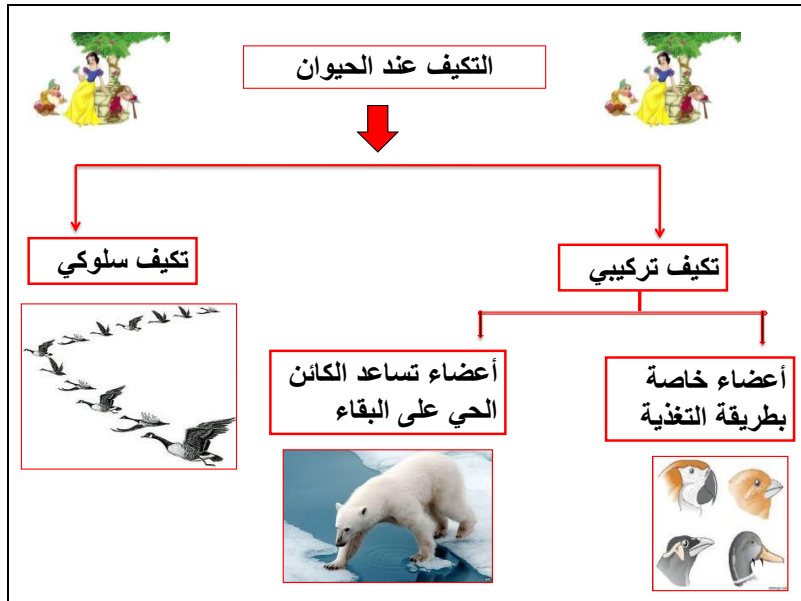 التكيف عند الحيوان
تكيف تركيبي
تكيف سلوكي
أعضاء خاصة
بطريقة التغذية
أعضاء تساعد الكائن
الحي على البقاء